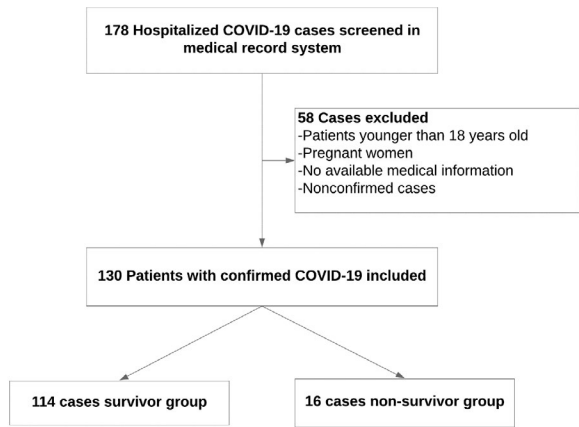 178 Hospitalized COVID-19 cases screened in
medical record system
58 Cases excluded
-Patients younger than 18 years old
-Pregnant women
-No available medical information
-Nonconfirmed cases
130 Patients with confirmed COVID-19 included
114 cases survivor group
16 cases non-survivor group